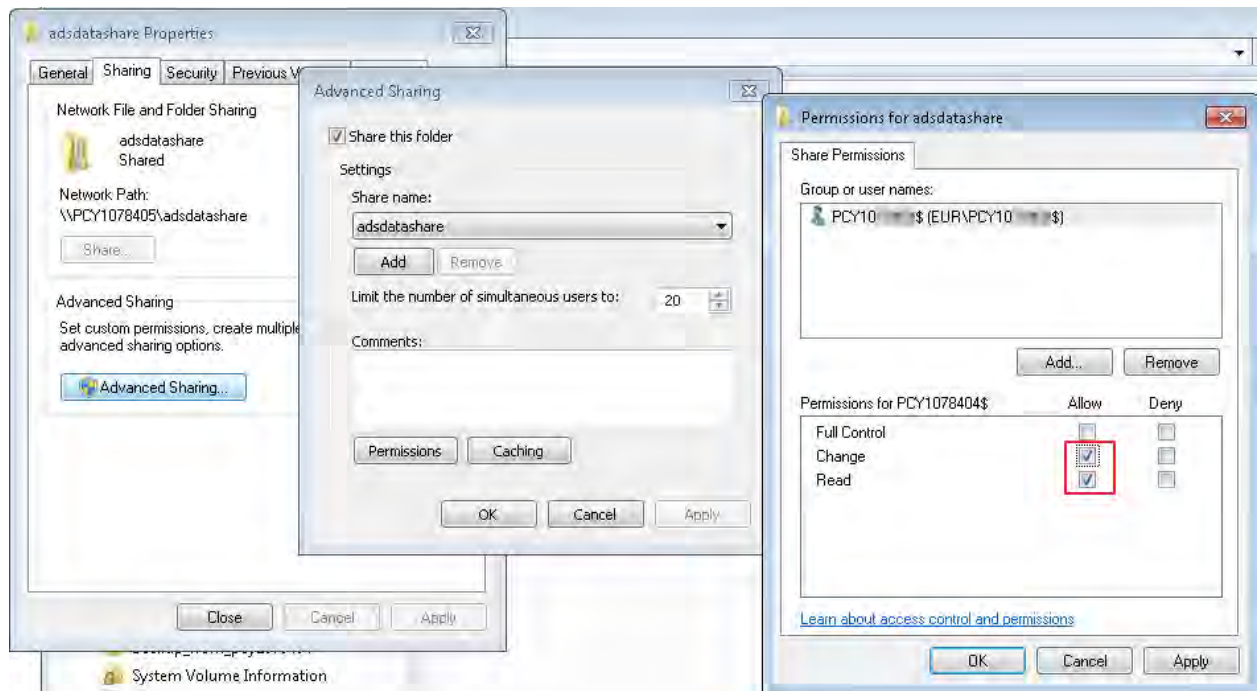 adsdatashare Properties
General Sharing Security Previous V
Network File and Folder Sharing
adsdatashare
Shared
Network Path:
\\PCY1078405\adsdatashare
Share...
Advanced Sharing
Set custom permissions, create multiple
advanced sharing options.
Advanced Sharing...
Close Cancel Apply
System Volume Information
Advanced Sharing
Share this folder
Settings
Share name:
adsdatashare
Add Remove
Limit the number of simultaneous users to: 20
Comments:
Permissions Caching
OK Cancel Apply
Permissions for adsdatashare
Share Permissions
Group or user names:
PCY10 $ (EUR\PCY10 $)
Add... Remove
Permissions for PCY1078404$ Allow Deny
Full Control
Change
Read
Learn about access control and permissions
OK Cancel Apply